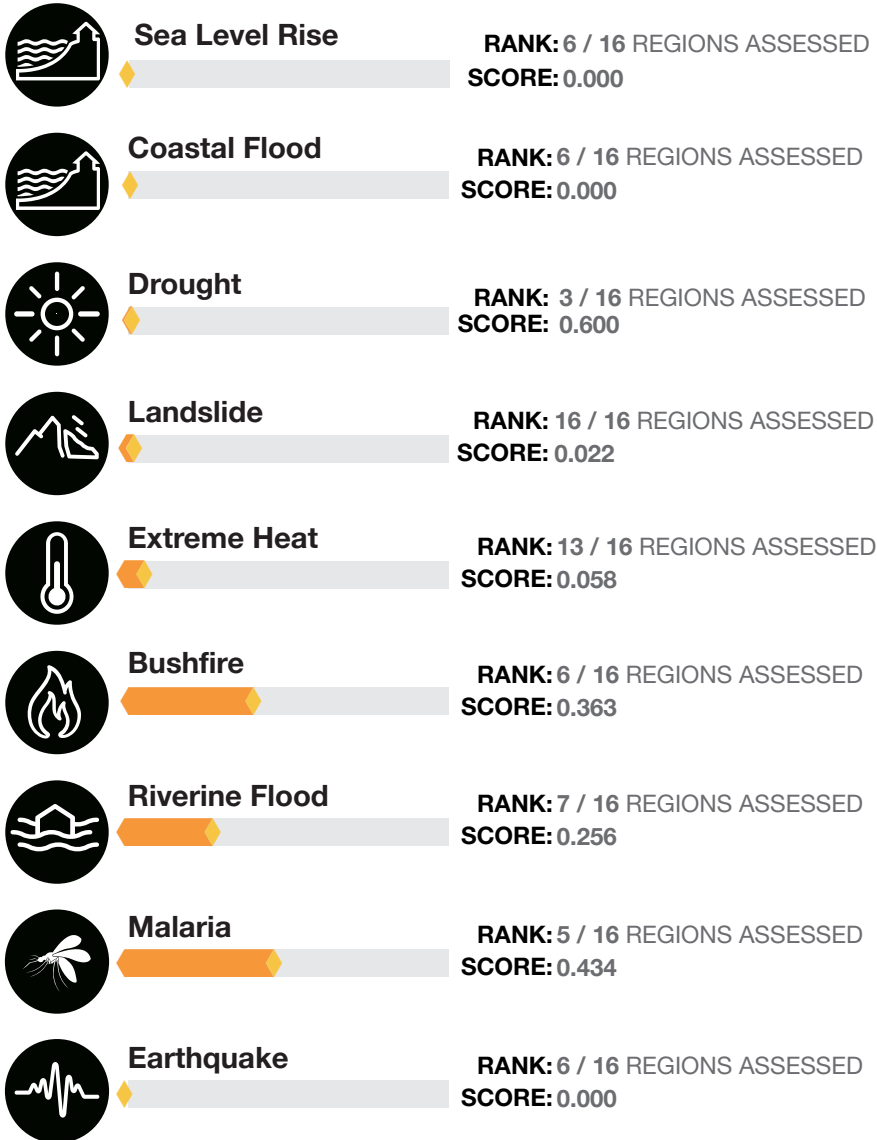 Sea Level Rise
RANK: 6 / 16 REGIONS ASSESSED
SCORE: 0.000
Coastal Flood
RANK: 6 / 16 REGIONS ASSESSED
SCORE: 0.000
Drought
RANK: 3 / 16 REGIONS ASSESSED
SCORE: 0.600
Landslide
RANK: 16 / 16 REGIONS ASSESSED
SCORE: 0.022
Extreme Heat
RANK: 13 / 16 REGIONS ASSESSED
SCORE: 0.058
Bushfire
RANK: 6 / 16 REGIONS ASSESSED
SCORE: 0.363
Riverine Flood
RANK: 7 / 16 REGIONS ASSESSED
SCORE: 0.256
Malaria
RANK: 5 / 16 REGIONS ASSESSED
SCORE: 0.434
Earthquake
RANK: 6 / 16 REGIONS ASSESSED
SCORE: 0.000